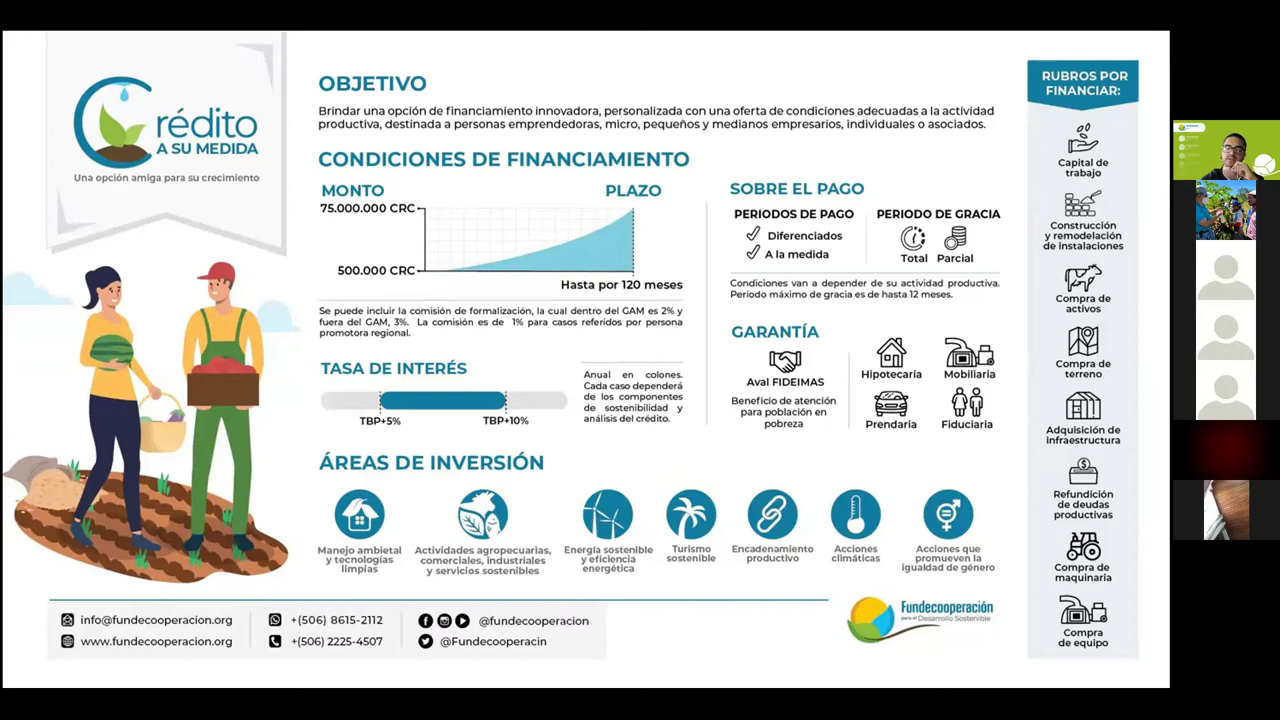 Crédito
A SU MEDIDA
Una opción amiga para su crecimiento
OBJETIVO
Brindar una opción de financiamiento innovadora, personalizada con una oferta de condiciones adecuadas a la actividad
productiva, destinada a personas emprendedoras, micro, pequeños y medianos empresarios, individuales o asociados.
CONDICIONES DE FINANCIAMIENTO
MONTO
PLAZO
75.000.000 CRC
500.000 CRC
Hasta por 120 meses
Se puede incluir la comisión de formalización, la cual dentro del GAM es 2% y
fuera del GAM, 3%. La comisión es de 1% para casos referidos por persona
promotora regional.
TASA DE INTERÉS
TBP+5%
TBP+10%
Anual en colones.
Cada caso dependerá
de los componentes
de sostenibilidad y
análisis del crédito.
SOBRE EL PAGO
PERIODOS DE PAGO
Diferenciados
A la medida
PERIODO DE GRACIA
Total
Parcial
Condiciones van a depender de su actividad productiva.
Periodo máximo de gracia es de hasta 12 meses.
GARANTÍA
Aval FIDEIMAS
Beneficio de atención
para población en
pobreza
Hipotecaria
Mobiliaria
Prendaria
Fiduciaria
ÁREAS DE INVERSIÓN
Manejo ambietal
y tecnologías
limpias
Actividades agropecuarias,
comerciales, industriales
y servicios sostenibles
Energía sostenible
y eficiencia
energética
Turismo
sostenible
Encadenamiento
productivo
Acciones
climáticas
Acciones que
promueven la
igualdad de género
info@fundecooperacion.org
www.fundecooperacion.org
+(506) 8615-2112
+(506) 2225-4507
@fundecooperacion
@Fundecooperacin
Fundecooperación
para el Desarrollo Sostenible
RUBROS POR
FINANCIAR:
Capital de
trabajo
Construcción
y remodelación
de instalaciones
Compra de
activos
Compra de
terreno
Adquisición de
infraestructura
Refundición
de deudas
productivas
Compra de
maquinaria
Compra
de equipo